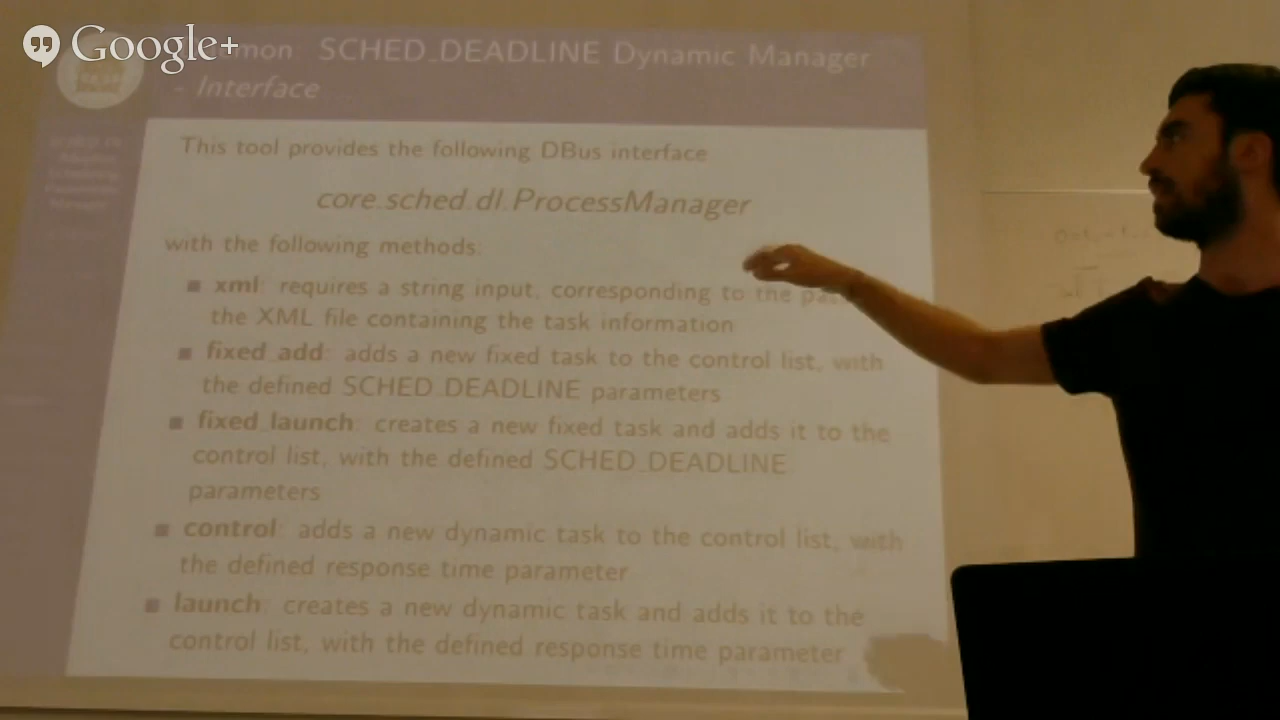 Google+
SCHED_DEADLINE Dynamic Manager
- Interface
This tool provides the following DBus interface
core.sched.dl.ProcessManager
with the following methods:
xml: requires a string input, corresponding to the
the XML file containing the task information
fixed_add: adds a new fixed task to the control list, with
the defined SCHED_DEADLINE parameters
fixed_launch: creates a new fixed task and adds it to the
control list, with the defined SCHED_DEADLINE
parameters
control: adds a new dynamic task to the control list, with
the defined response time parameter
launch: creates a new dynamic task and adds it to the
control list, with the defined response time parameter